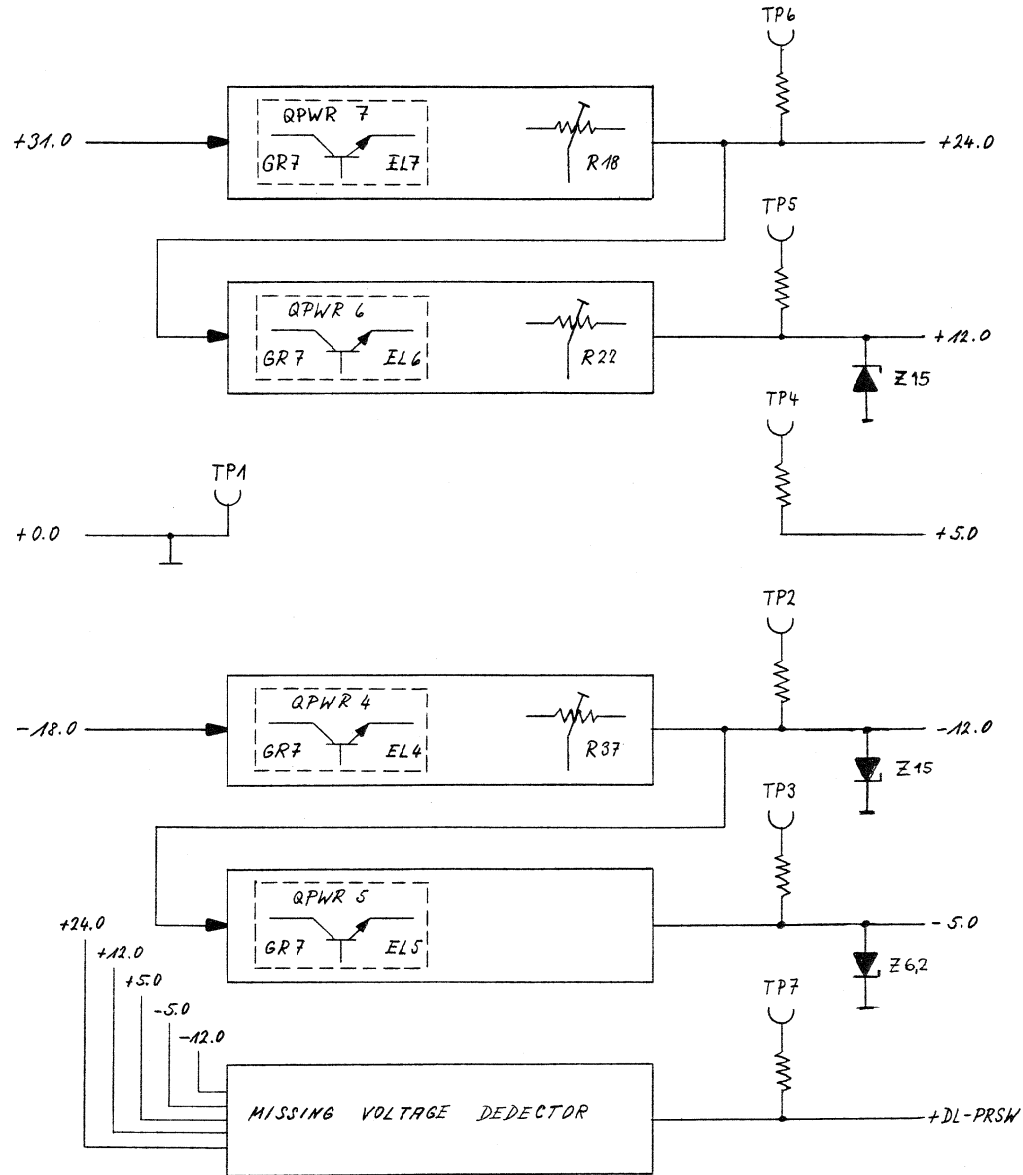 TP6
QPWR 7
+31.0
GR7
EL7
R18
+24.0
TP5
QPWR 6
GR7
EL6
R22
+12.0
Z15
TP4
TP1
+0.0
+5.0
TP2
QPWR 4
-18.0
GR7
EL4
R37
-12.0
Z15
TP3
QPWR 5
GR7
EL5
-5.0
Z6,2
+24.0
+12.0
+5.0
-5.0
-12.0
TP7
MISSING VOLTAGE DEDECTOR
+DL-PRSW